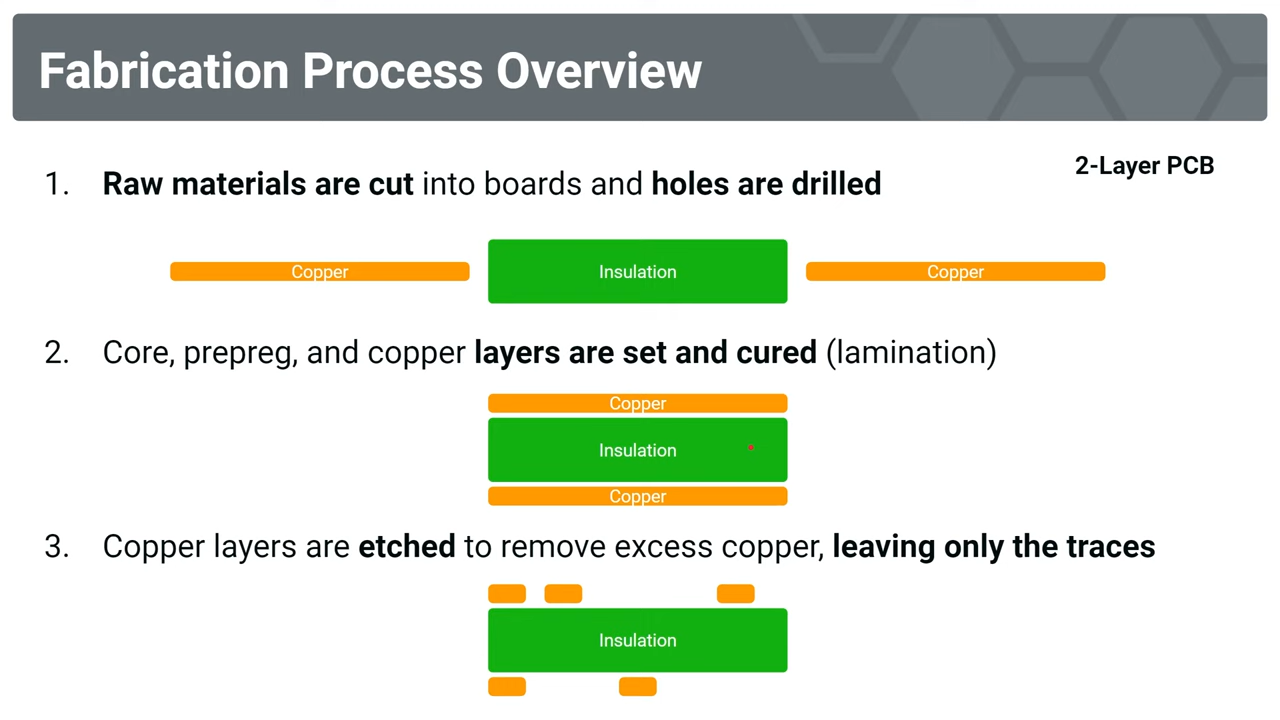 Fabrication Process Overview
2-Layer PCB
1. Raw materials are cut into boards and holes are drilled
Copper Insulation Copper
2. Core, prepreg, and copper layers are set and cured (lamination)
Copper
Insulation
Copper
3. Copper layers are etched to remove excess copper, leaving only the traces
Insulation